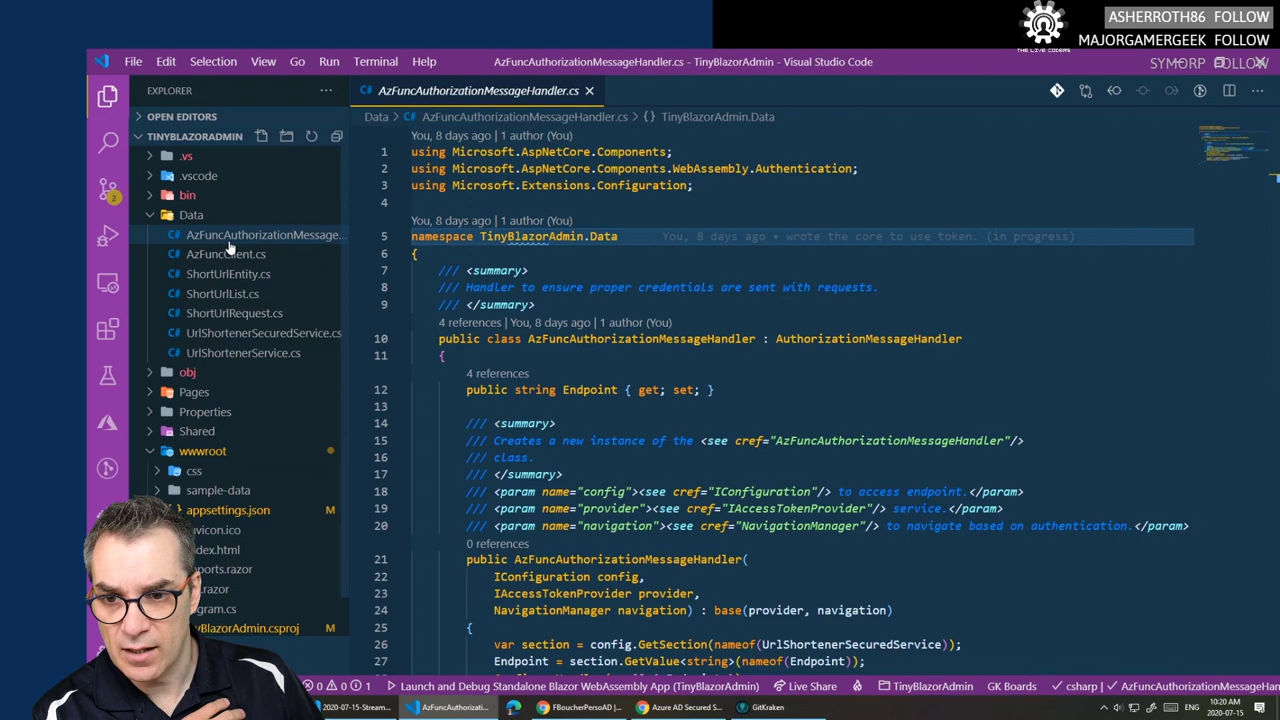 ASHERROTH86 FOLLOW
MAJORGAMERGEEK FOLLOW
SYMORP FOLLOW
THE LIVE CODERS
File Edit Selection View Go Run Terminal Help
AzFuncAuthorizationMessageHandler.cs - TinyBlazorAdmin - Visual Studio Code
EXPLORER
OPEN EDITORS
TINYBLAZORADMIN
.vs
.vscode
bin
Data
AzFuncAuthorizationMessage...
AzFuncClient.cs
ShortUrlEntity.cs
ShortUrlList.cs
ShortUrlRequest.cs
UrlShortenerSecuredService.cs
UrlShortenerService.cs
obj
Pages
Properties
Shared
wwwroot
css
sample-data
appsettings.json M
avicon.ico
dex.html
ports.razor
.razor
gram.cs
yBlazorAdmin.csproj M
2
AzFuncAuthorizationMessageHandler.cs
Data > AzFuncAuthorizationMessageHandler.cs > {} TinyBlazorAdmin.Data
You, 8 days ago | 1 author (You)
1 using Microsoft.AspNetCore.Components;
2 using Microsoft.AspNetCore.Components.WebAssembly.Authentication;
3 using Microsoft.Extensions.Configuration;
4
You, 8 days ago | 1 author (You)
5 namespace TinyBlazorAdmin.Data You, 8 days ago • wrote the core to use token. (in progress)
6 {
7 /// <summary>
8 /// Handler to ensure proper credentials are sent with requests.
9 /// </summary>
4 references | You, 8 days ago | 1 author (You)
10 public class AzFuncAuthorizationMessageHandler : AuthorizationMessageHandler
11 {
4 references
12 public string Endpoint { get; set; }
13
14 /// <summary>
15 /// Creates a new instance of the <see cref="AzFuncAuthorizationMessageHandler"/>
16 /// class.
17 /// </summary>
18 /// <param name="config"><see cref="IConfiguration"/> to access endpoint.</param>
19 /// <param name="provider"><see cref="IAccessTokenProvider"/> service.</param>
20 /// <param name="navigation"><see cref="NavigationManager"/> to navigate based on authentication.</param>
0 references
21 public AzFuncAuthorizationMessageHandler(
22 IConfiguration config,
23 IAccessTokenProvider provider,
24 NavigationManager navigation) : base(provider, navigation)
25 {
26 var section = config.GetSection(nameof(UrlShortenerSecuredService));
27 Endpoint = section.GetValue<string>(nameof(Endpoint));
0 0 1 Launch and Debug Standalone Blazor WebAssembly App (TinyBlazorAdmin) Live Share TinyBlazorAdmin GK Boards csharp AzFuncAuthorizationMessageH
2020-07-15-Stream... AzFuncAuthorizati... FBoucherPersoAD -... Azure AD Secured S... GitKraken
10:20 AM
2020-07-15